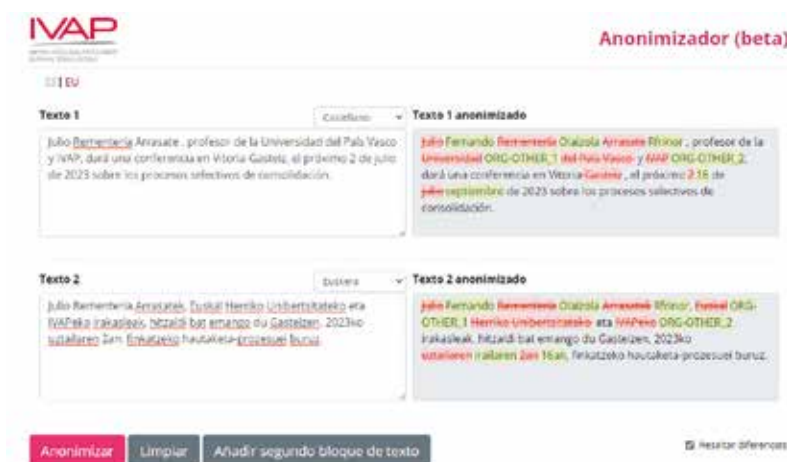 IVAP
Anonimizador (beta)
ES | EU
Texto 1
Castellano
Texto 1 anonimizado
Julio Rementería Arrasate , profesor de la Universidad del País Vasco
y IVAP, dará una conferencia en Vitoria-Gasteiz, el próximo 2 de julio
de 2023 sobre los procesos selectivos de consolidación.
Julio Fernando Rementería Olaizola Arrasate , profesor de la
Universidad ORG-OTHER_1 del País Vasco y IVAP ORG-OTHER_2,
dará una conferencia en Vitoria-Gasteiz , el próximo 2 16 de
julio septiembre de 2023 sobre los procesos selectivos de
consolidación.
Texto 2
Euskera
Texto 2 anonimizado
Julio Rementeria Arrasatek, Euskal Herriko Unibertsitateko eta
IVAPeko irakasleak, hitzaldi bat emango du Gasteizen, 2023ko
uztailaren 2an, finkatzeko hautaketa-prozesuei buruz.
Julio Fernando Rementeria Olaizola Arrasatek , Euskal ORG-
OTHER_1 Herriko Unibertsitateko eta IVAPeko ORG-OTHER_2
irakasleak, hitzaldi bat emango du Gasteizen, 2023ko
uztailaren irailaren 2an 16an, finkatzeko hautaketa-prozesuei buruz.
Anonimizar
Limpiar
Añadir segundo bloque de texto
Resaltar diferencias